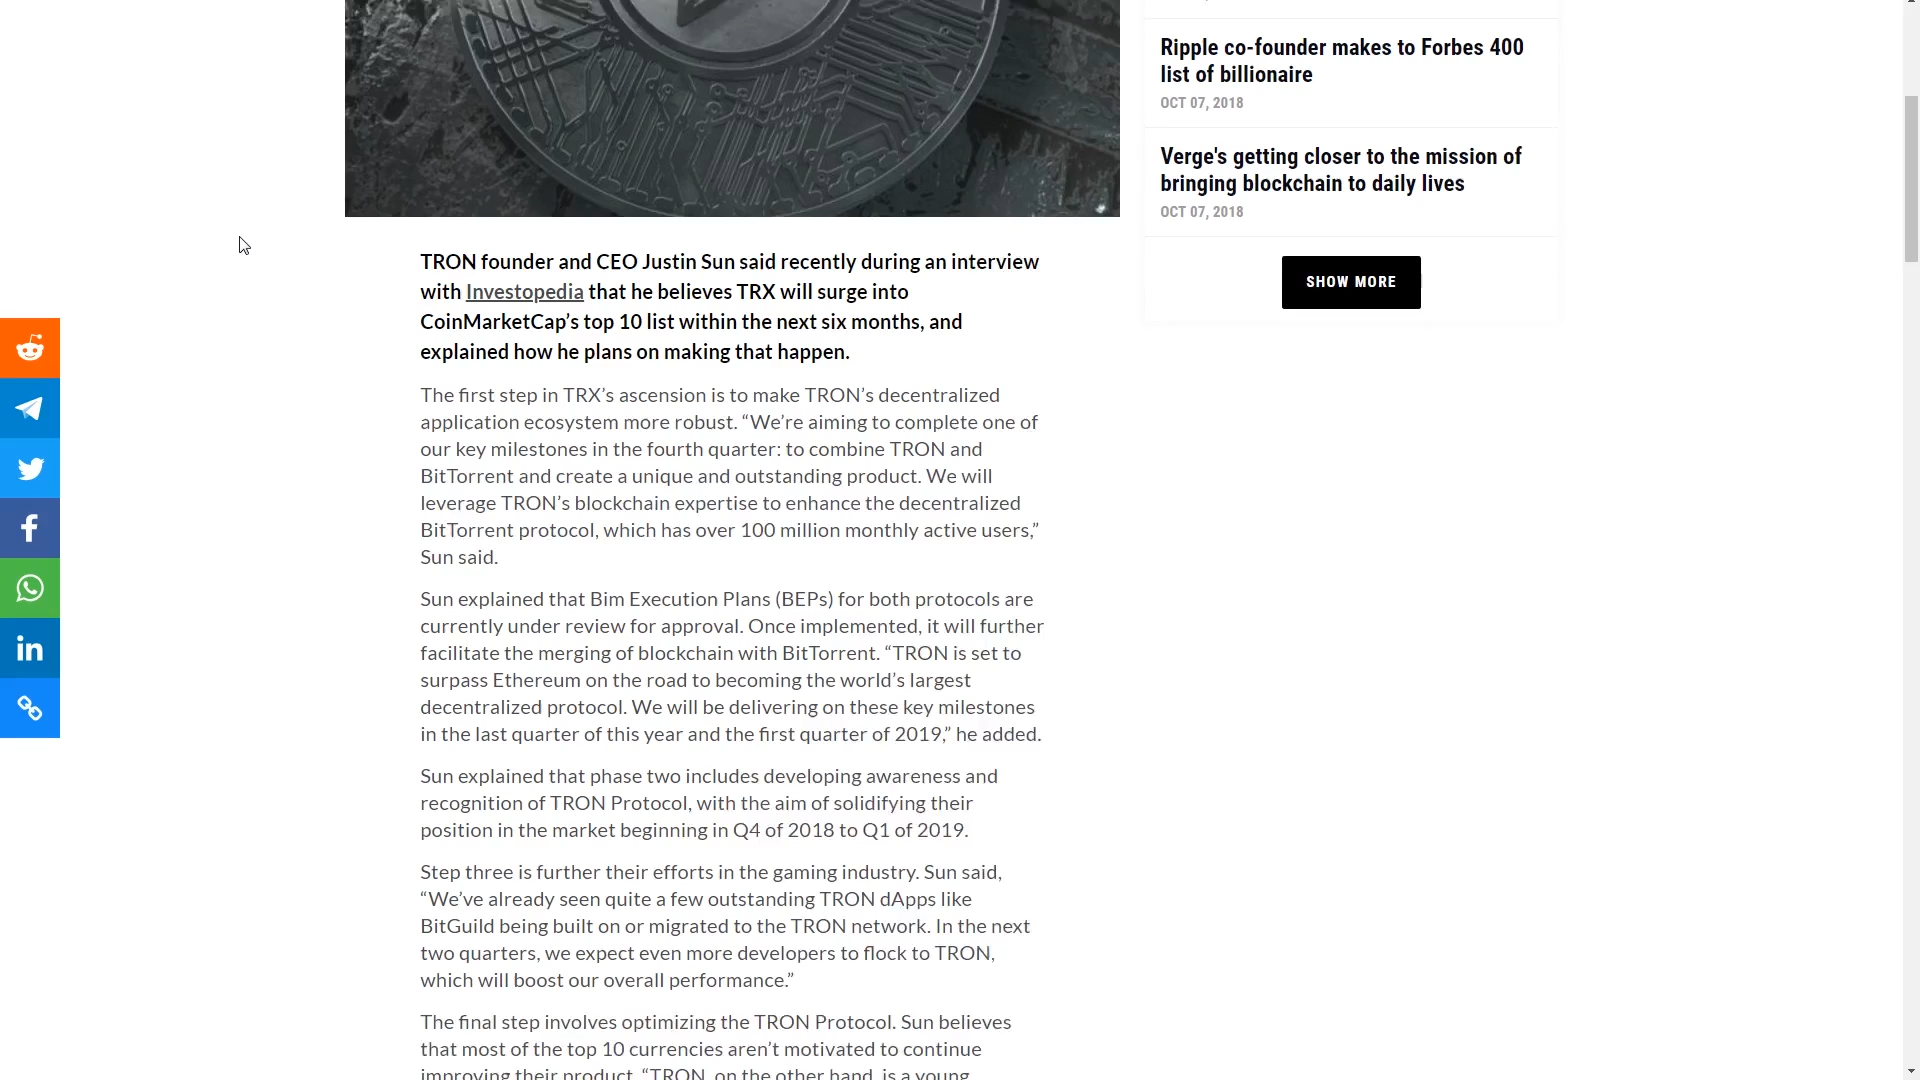 TRON founder and CEO Justin Sun said recently during an interview
with Investopedia that he believes TRX will surge into
CoinMarketCap’s top 10 list within the next six months, and
explained how he plans on making that happen.
The first step in TRX’s ascension is to make TRON’s decentralized
application ecosystem more robust. “We’re aiming to complete one of
our key milestones in the fourth quarter: to combine TRON and
BitTorrent and create a unique and outstanding product. We will
leverage TRON’s blockchain expertise to enhance the decentralized
BitTorrent protocol, which has over 100 million monthly active users,”
Sun said.
Sun explained that Bim Execution Plans (BEPs) for both protocols are
currently under review for approval. Once implemented, it will further
facilitate the merging of blockchain with BitTorrent. “TRON is set to
surpass Ethereum on the road to becoming the world’s largest
decentralized protocol. We will be delivering on these key milestones
in the last quarter of this year and the first quarter of 2019,” he added.
Sun explained that phase two includes developing awareness and
recognition of TRON Protocol, with the aim of solidifying their
position in the market beginning in Q4 of 2018 to Q1 of 2019.
Step three is further their efforts in the gaming industry. Sun said,
“We’ve already seen quite a few outstanding TRON dApps like
BitGuild being built on or migrated to the TRON network. In the next
two quarters, we expect even more developers to flock to TRON,
which will boost our overall performance.”
The final step involves optimizing the TRON Protocol. Sun believes
that most of the top 10 currencies aren’t motivated to continue
improving their product. “TRON, on the other hand, is a young
Ripple co-founder makes to Forbes 400
list of billionaire
OCT 07, 2018
Verge's getting closer to the mission of
bringing blockchain to daily lives
OCT 07, 2018
SHOW MORE